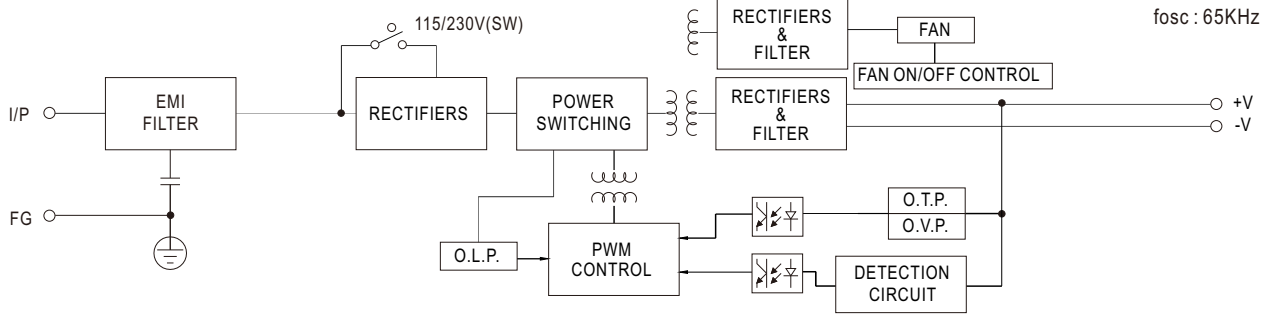 fosc : 65KHz
115/230V(SW)
RECTIFIERS
&
FILTER
FAN
FAN ON/OFF CONTROL
I/P
EMI
FILTER
RECTIFIERS
POWER
SWITCHING
RECTIFIERS
&
FILTER
+V
-V
FG
O.L.P.
PWM
CONTROL
O.T.P.
O.V.P.
DETECTION
CIRCUIT